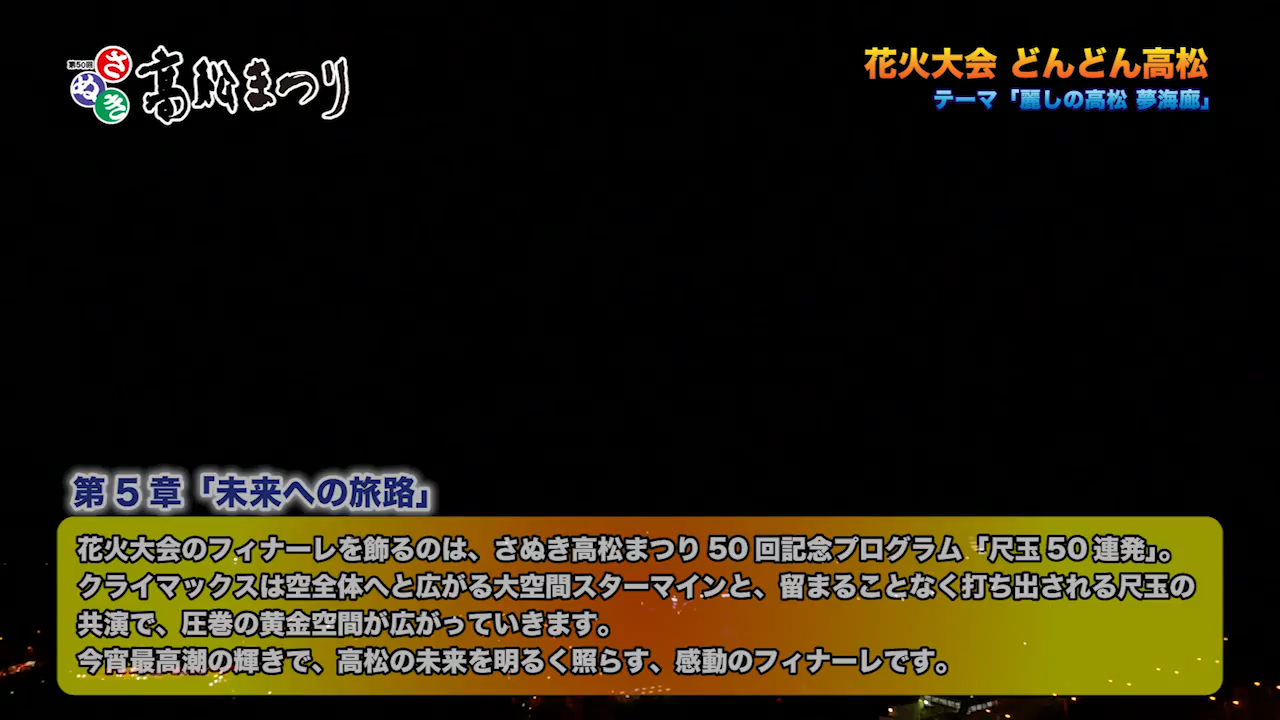 第50回
さぬき
高松まつり
花火大会 どんどん高松
テーマ「麗しの高松 夢海廊」
第5章「未来への旅路」
花火大会のフィナーレを飾るのは、さぬき高松まつり50回記念プログラム「尺玉50連発」。
クライマックスは空全体へと広がる大空間スターマインと、留まることなく打ち出される尺玉の
共演で、圧巻の黄金空間が広がっていきます。
今宵最高潮の輝きで、高松の未来を明るく照らす、感動のフィナーレです。